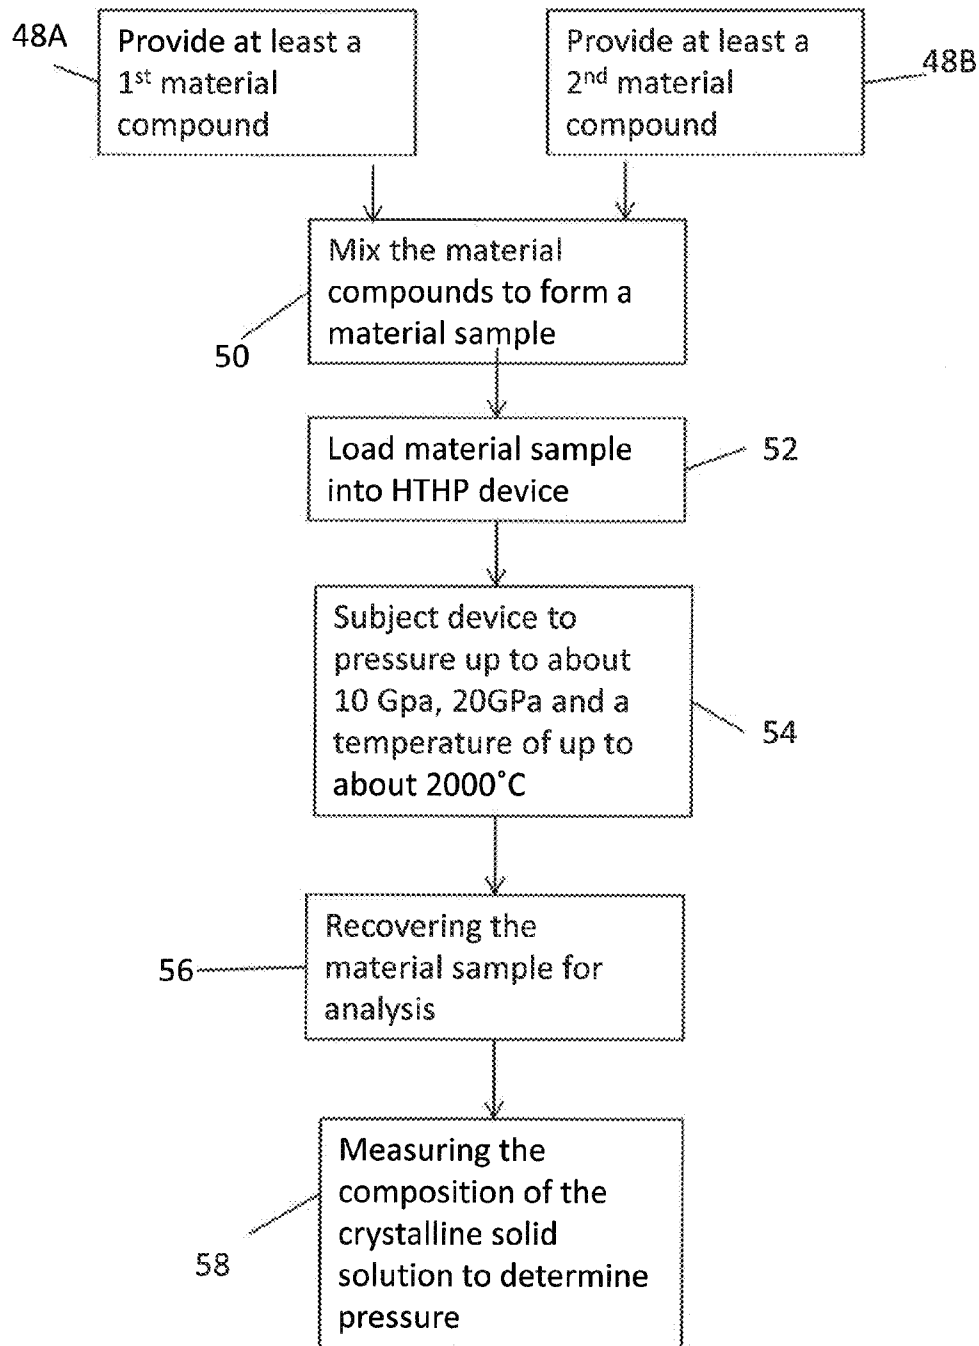 48A
Provide at least a
1st material
compound
Provide at least a
2nd material
compound
48B
Mix the material
compounds to form a
material sample
50
Load material sample
into HTHP device
52
Subject device to
pressure up to about
10 Gpa, 20GPa and a
temperature of up to
about 2000˚C
54
Recovering the
material sample for
analysis
56
Measuring the
composition of the
crystalline solid
solution to determine
pressure
58